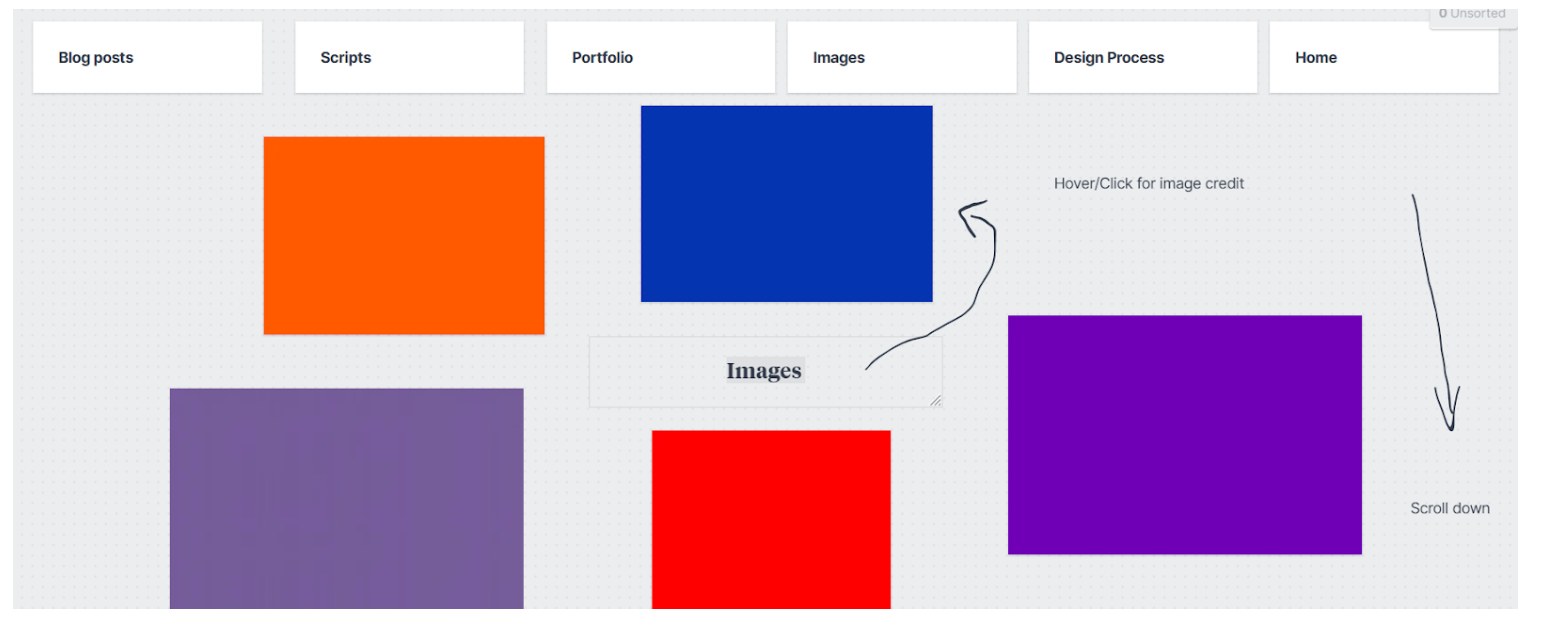 0 Unsorted
Blog posts
Scripts
Portfolio
Images
Design Process
Home
Hover/Click for image credit
Images
Scroll down